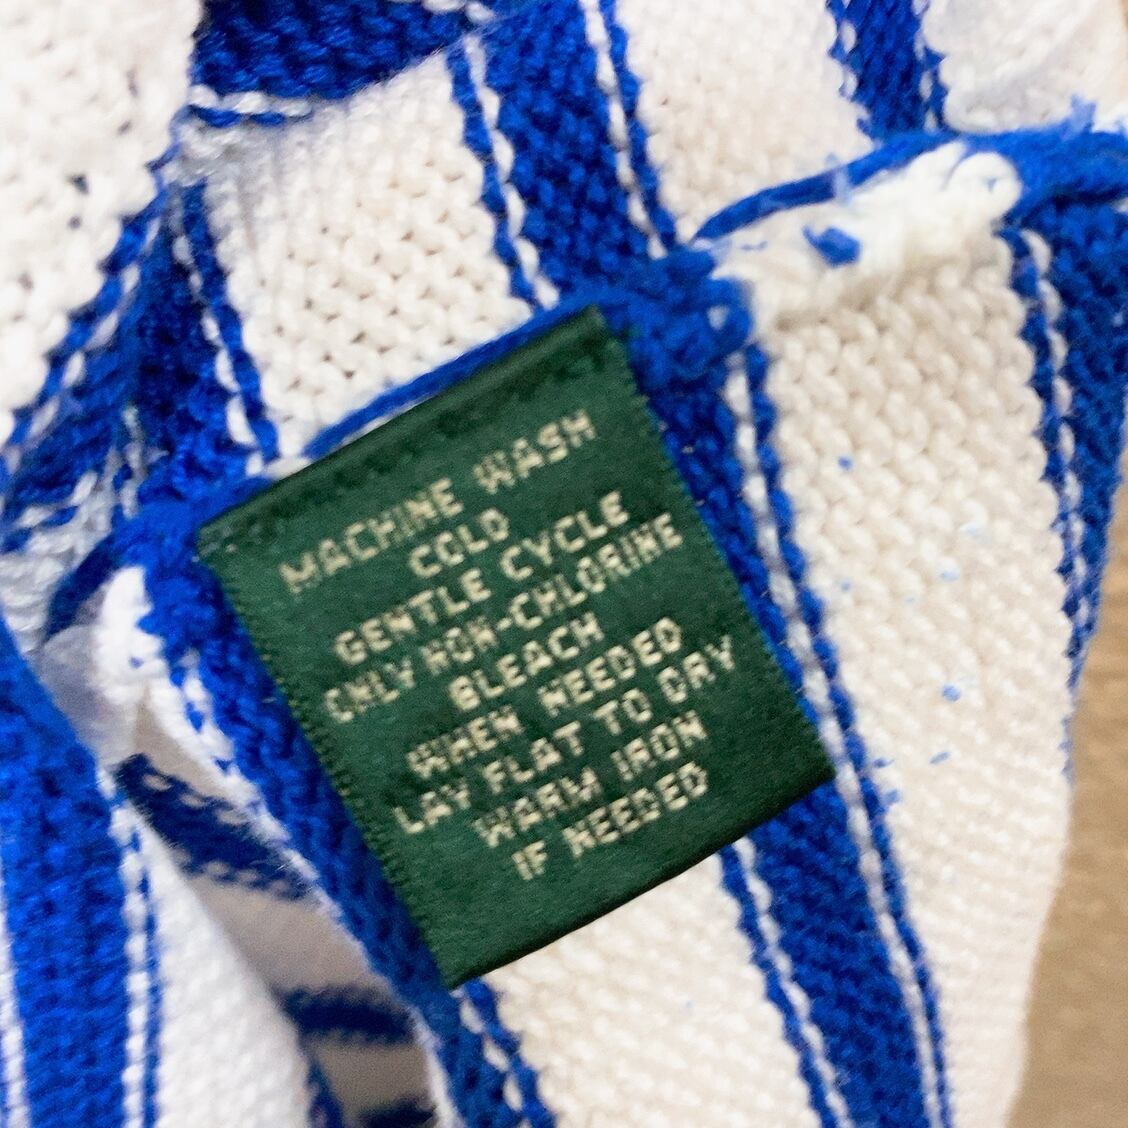 MACHINE WASH
COLD
GENTLE CYCLE
ONLY NON-CHLORINE
BLEACH
WHEN NEEDED
LAY FLAT TO DRY
WARM IRON
IF NEEDED